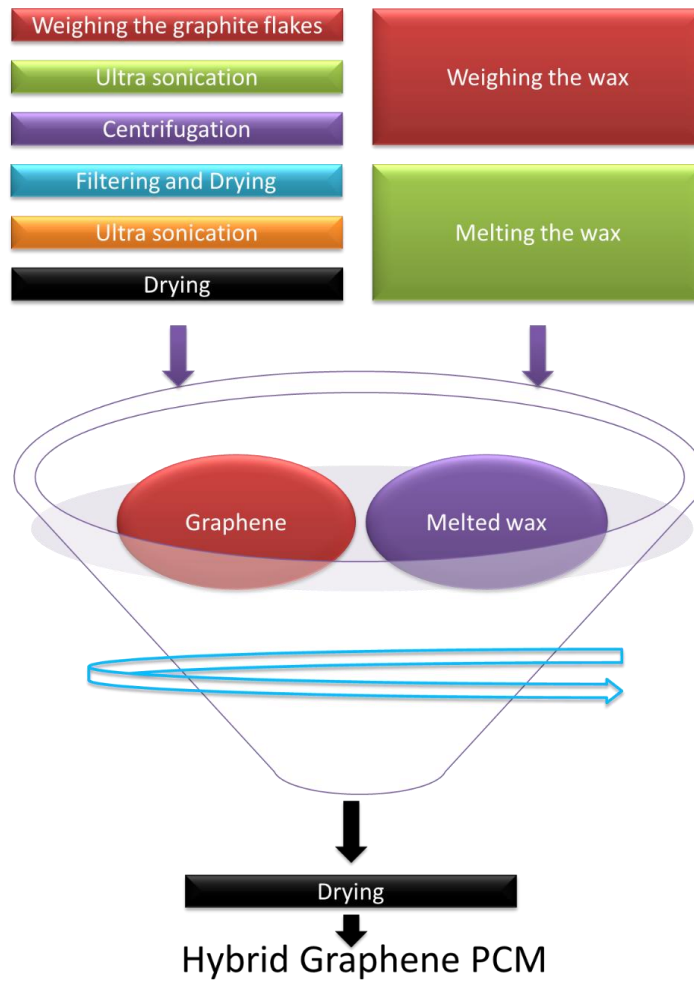 Weighing the graphite flakes
Ultra sonication
Centrifugation
Filtering and Drying
Ultra sonication
Drying
Weighing the wax
Melting the wax
Graphene
Melted wax
Drying
Hybrid Graphene PCM